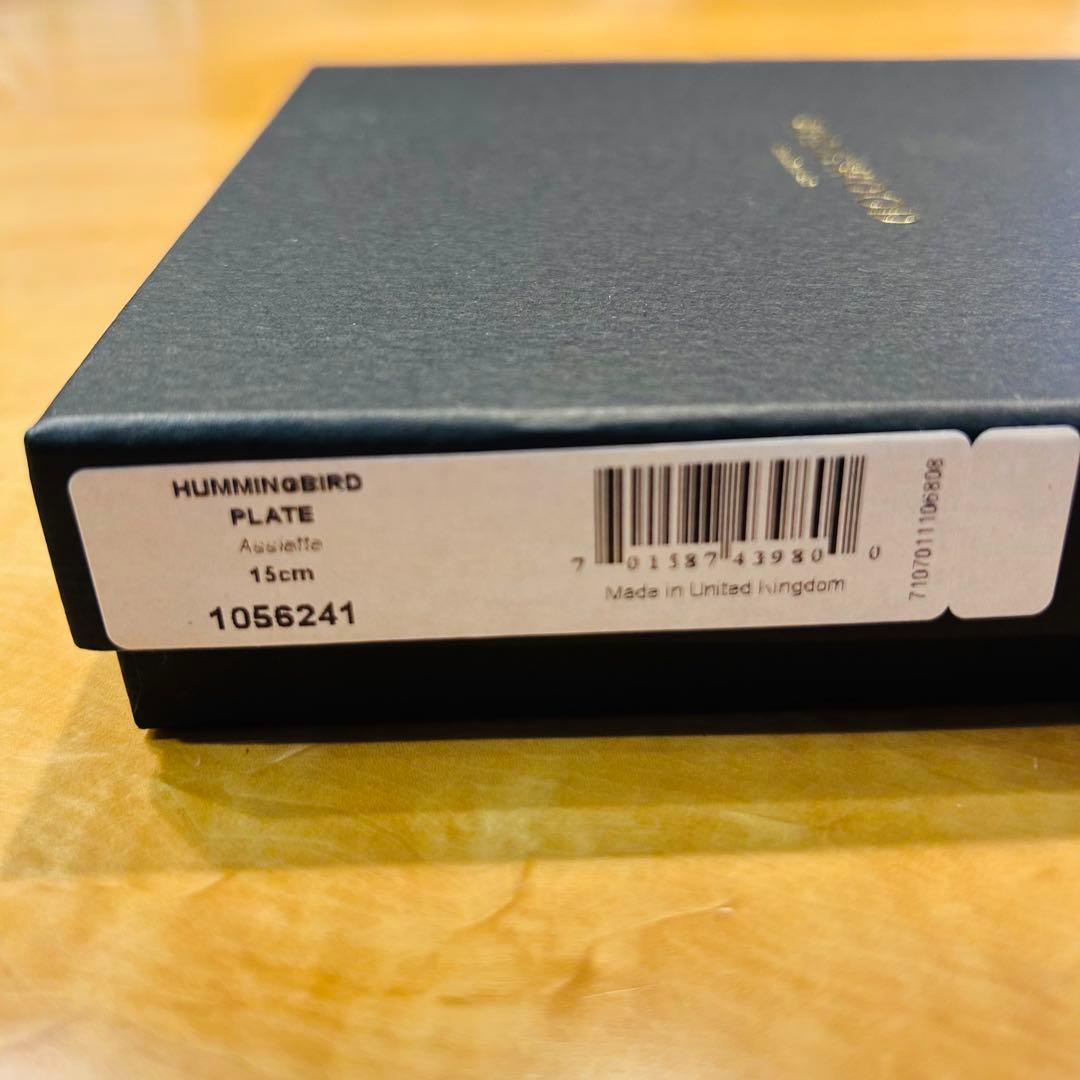 HUMMINGBIRD
PLATE
Assiette
15cm
1056241
7 01587 43980 0
Made in United Kingdom
7107011106808